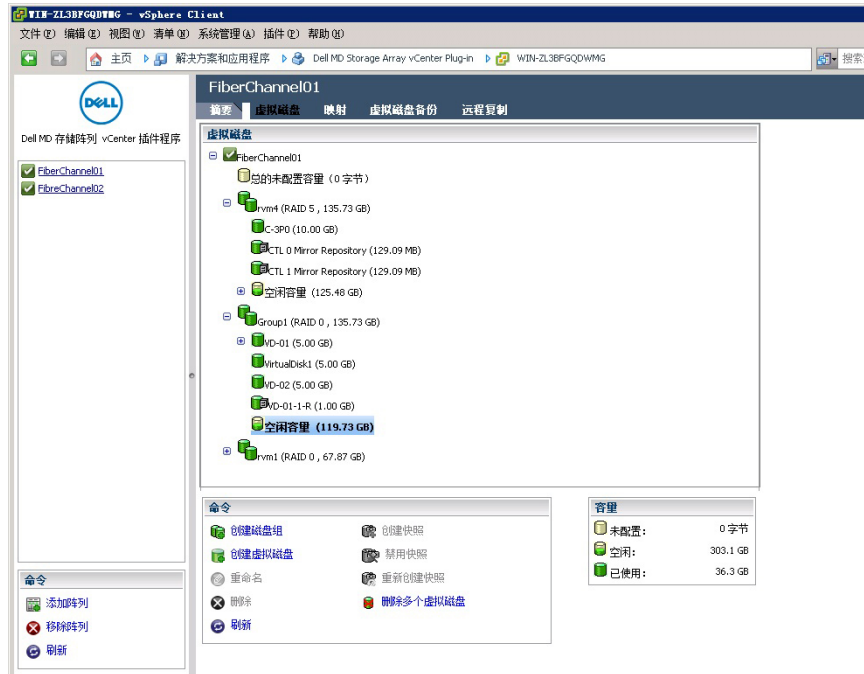 WIN-ZL3BFGQDWMG - vSphere Client
文件(F) 编辑(E) 视图(V) 清单(N) 系统管理(A) 插件(P) 帮助(H)
主页 解决方案和应用程序 Dell MD Storage Array vCenter Plug-in WIN-ZL3BFGQDWMG 搜索
DELL
Dell MD 存储阵列 vCenter 插件程序
FiberChannel01
FibreChannel02
命令
添加阵列
移除阵列
刷新
FiberChannel01
摘要 虚拟磁盘 映射 虚拟磁盘备份 远程复制
虚拟磁盘
FiberChannel01
总的未配置容量 (0 字节)
rvm4 (RAID 5 , 135.73 GB)
C-3P0 (10.00 GB)
CTL 0 Mirror Repository (129.09 MB)
CTL 1 Mirror Repository (129.09 MB)
空闲容量 (125.48 GB)
Group1 (RAID 0 , 135.73 GB)
VD-01 (5.00 GB)
VirtualDisk1 (5.00 GB)
VD-02 (5.00 GB)
VD-01-1-R (1.00 GB)
空闲容量 (119.73 GB)
rvm1 (RAID 0 , 67.87 GB)
命令
创建磁盘组 创建快照
创建虚拟磁盘 禁用快照
重命名 重新创建快照
删除 删除多个虚拟磁盘
刷新
容量
未配置: 0 字节
空闲: 303.1 GB
已使用: 36.3 GB